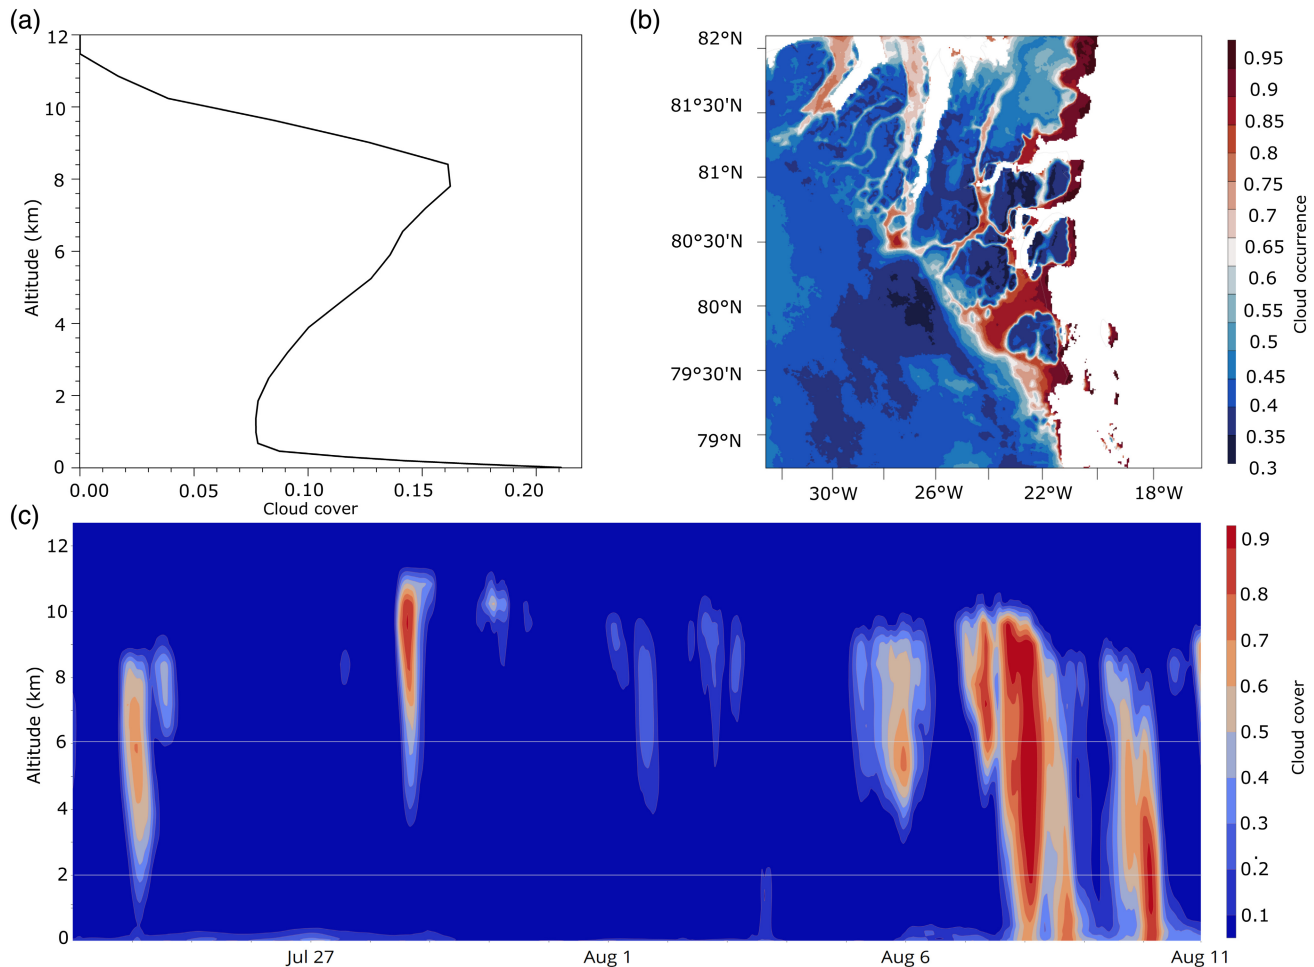 (a)
12
10
8
6
4
2
0
Altitude (km)
0.00
0.05
0.10
0.15
0.20
Cloud cover
(b)
82°N
81°30'N
81°N
80°30'N
80°N
79°30'N
79°N
30°W
26°W
22°W
18°W
0.95
0.9
0.85
0.8
0.75
0.7
0.65
0.6
0.55
0.5
0.45
0.4
0.35
0.3
Cloud occurrence
(c)
12
10
8
6
4
2
0
Altitude (km)
Jul 27
Aug 1
Aug 6
Aug 11
0.9
0.8
0.7
0.6
0.5
0.4
0.3
0.2
0.1
Cloud cover